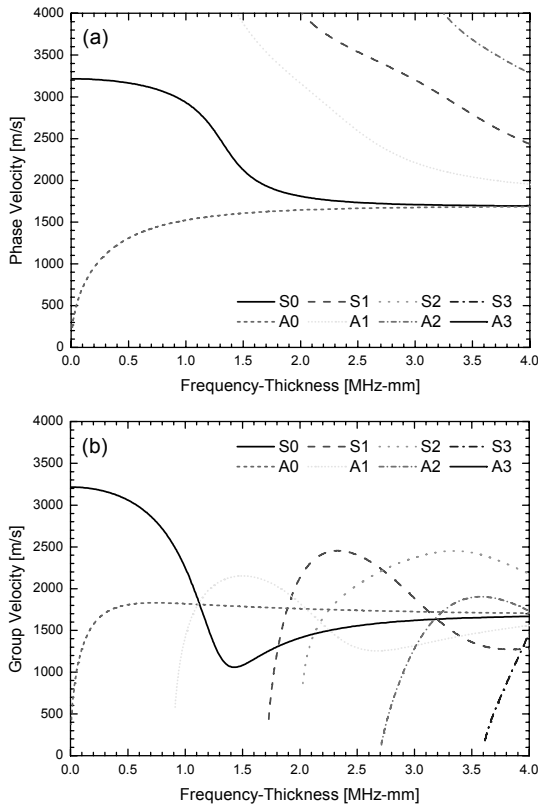 4000
(a)
3500
3000
2500
2000
1500
1000
500
0
Phase Velocity [m/s]
S0 S1 S2 S3
A0 A1 A2 A3
0.0 0.5 1.0 1.5 2.0 2.5 3.0 3.5 4.0
Frequency-Thickness [MHz-mm]
4000
(b)
S0 S1 S2 S3
A0 A1 A2 A3
3500
3000
2500
2000
1500
1000
500
0
Group Velocity [m/s]
0.0 0.5 1.0 1.5 2.0 2.5 3.0 3.5 4.0
Frequency-Thickness [MHz-mm]